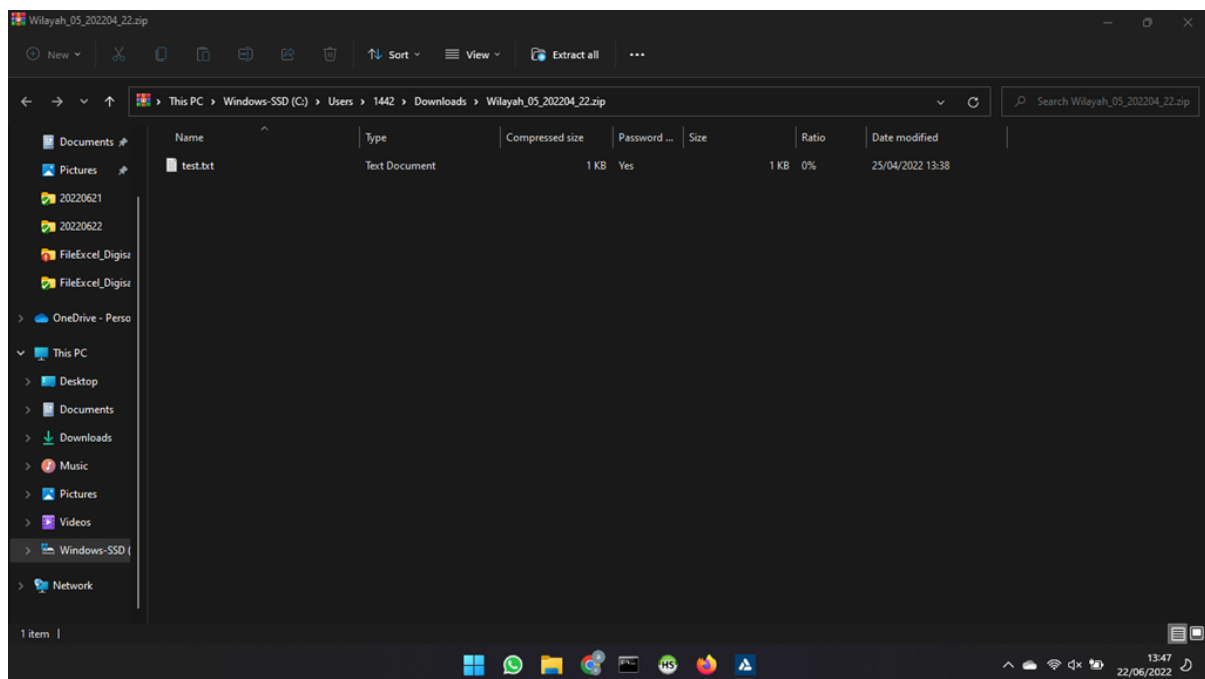 Wilayah_05_202204_22.zip
New Sort View Extract all ...
This PC > Windows-SSD (C:) > Users > 1442 > Downloads > Wilayah_05_202204_22.zip
Search Wilayah_05_202204_22.zip
Name Type Compressed size Password ... Size Ratio Date modified
test.txt Text Document 1 KB Yes 1 KB 0% 25/04/2022 13:38
Documents
Pictures
20220621
20220622
FileExcel_Digisa
FileExcel_Digisa
OneDrive - Perso
This PC
Desktop
Documents
Downloads
Music
Pictures
Videos
Windows-SSD (
Network
1 item
HS
13:47
22/06/2022